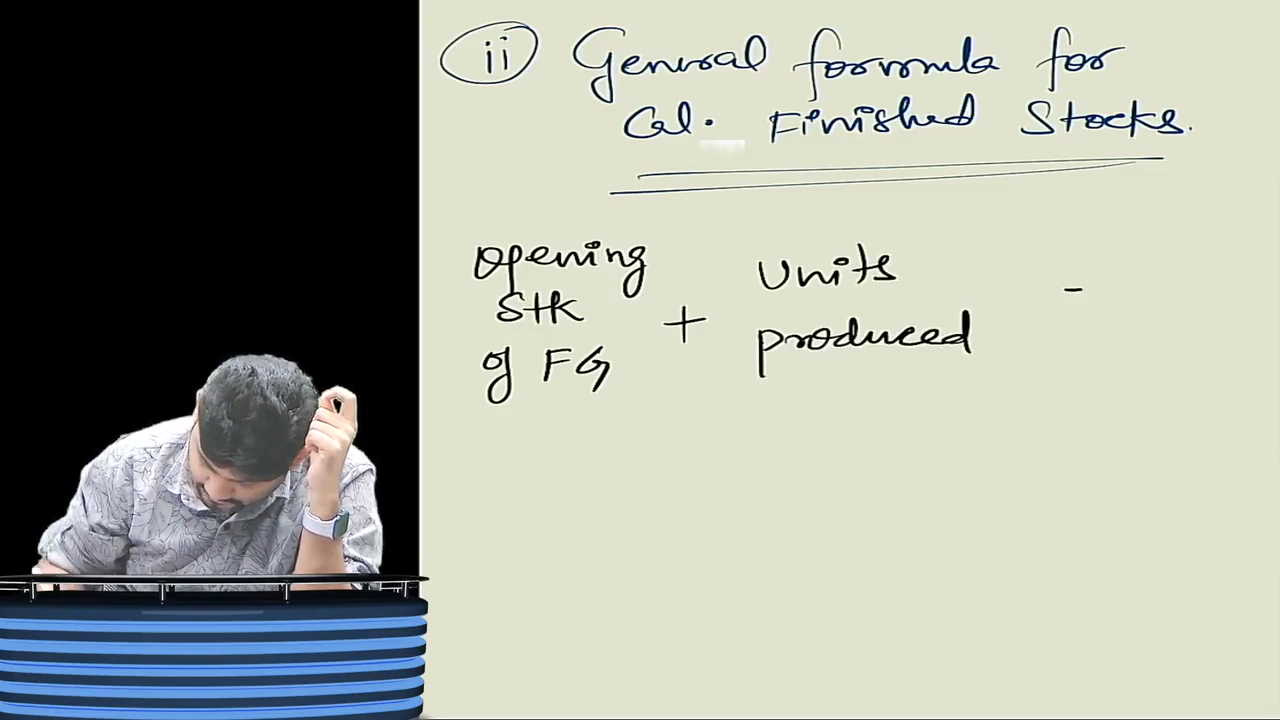 ii General formula for
Cal. Finished Stocks.
Opening
Stk
of FG
+
Units
produced
-